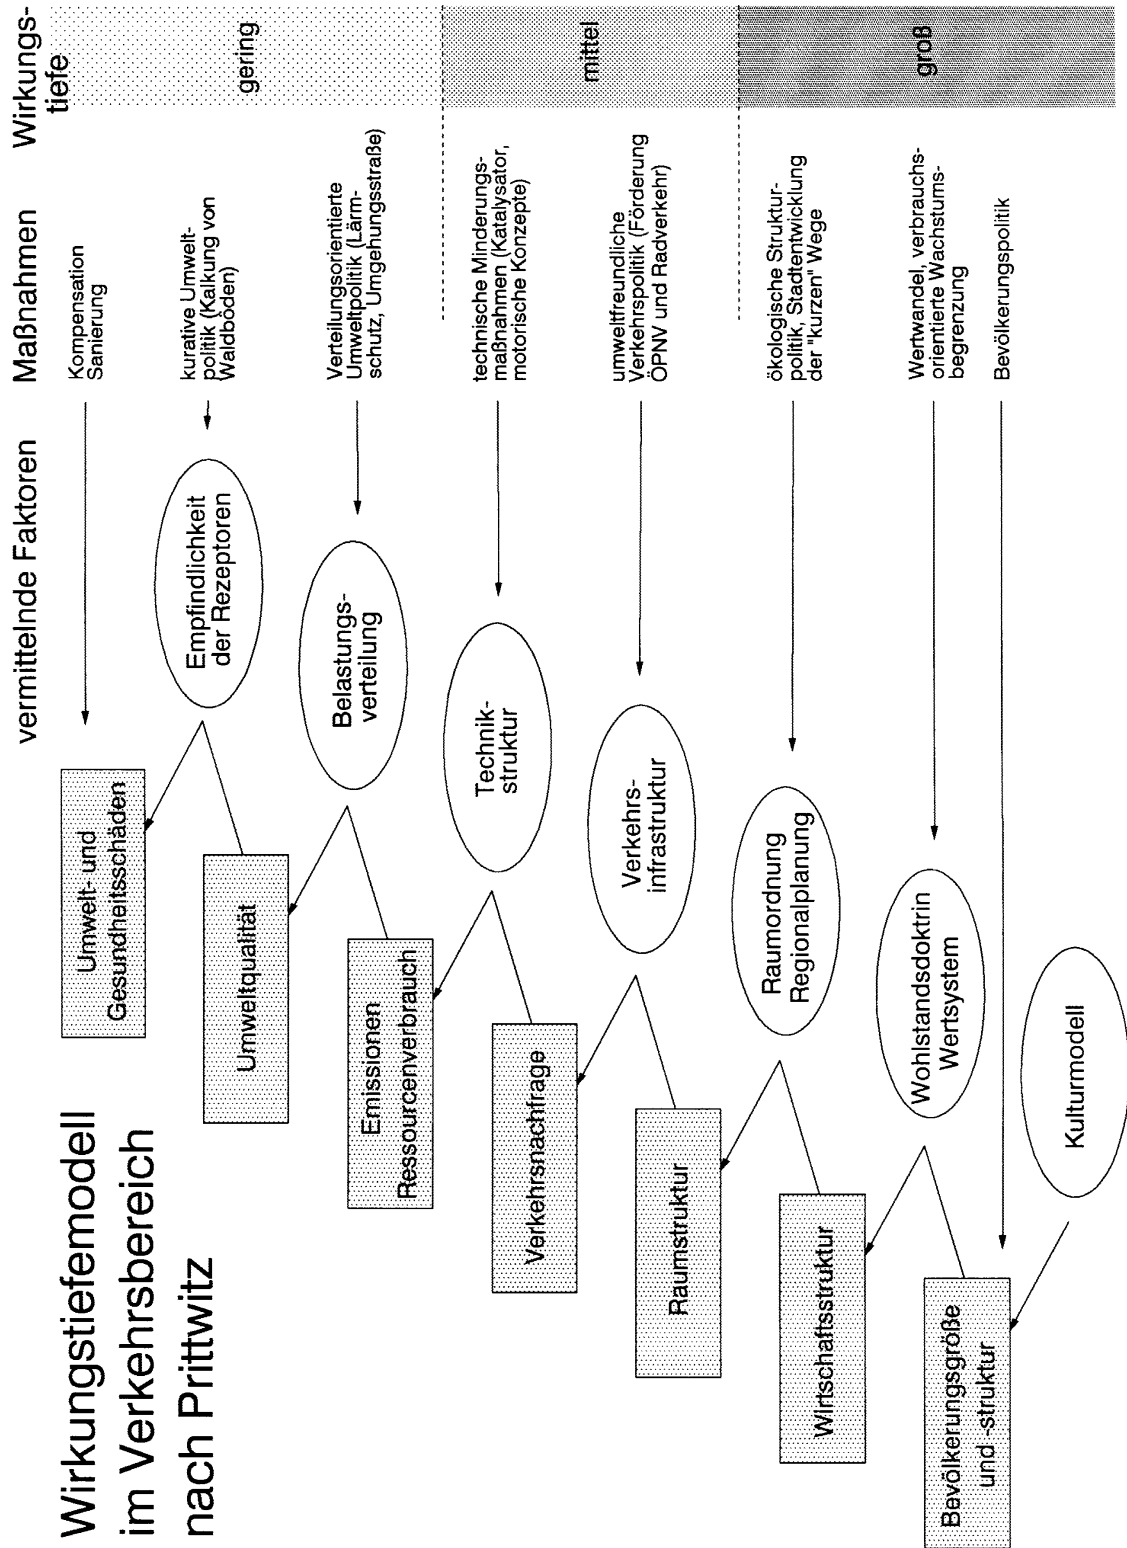 Wirkungstiefemodell
im Verkehrsbereich
nach Prittwitz
vermittelnde Faktoren
Maßnahmen
Wirkungs-
tiefe
Umwelt- und
Gesundheitsschäden
Kompensation
Sanierung
gering
Empfindlichkeit
der Rezeptoren
kurative Umwelt-
politik (Kalkung von
Waldböden)
Umweltqualität
Belastungs-
verteilung
Verteilungsorientierte
Umweltpolitik (Lärm-
schutz, Umgehungsstraße)
Emissionen
Ressourcenverbrauch
Technik-
struktur
technische Minderungs-
maßnahmen (Katalysator,
motorische Konzepte)
mittel
Verkehrsnachfrage
Verkehrs-
infrastruktur
umweltfreundliche
Verkehrspolitik (Förderung
ÖPNV und Radverkehr)
Raumstruktur
Raumordnung
Regionalplanung
ökologische Struktur-
politik, Stadtentwicklung
der "kurzen" Wege
groß
Wirtschaftsstruktur
Wohlstandsdoktrin
Wertsystem
Wertwandel, verbrauchs-
orientierte Wachstums-
begrenzung
Bevölkerungsgröße
und -struktur
Bevölkerungspolitik
Kulturmodell